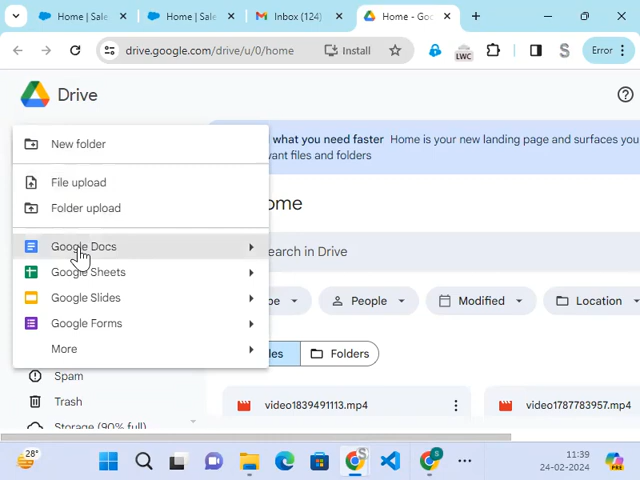 Home | Sale
Home | Sale
Inbox (124)
Home - Goo
drive.google.com/drive/u/0/home
Install
LWC
S
Error
Drive
New folder
what you need faster Home is your new landing page and surfaces you
want files and folders
File upload
Folder upload
ome
Google Docs
earch in Drive
Google Sheets
Google Slides
pe
People
Modified
Location
Google Forms
More
les
Folders
Spam
Trash
video1839491113.mp4
video1787783957.mp4
Storage (90% full)
28°
S
11:39
24-02-2024
PRE